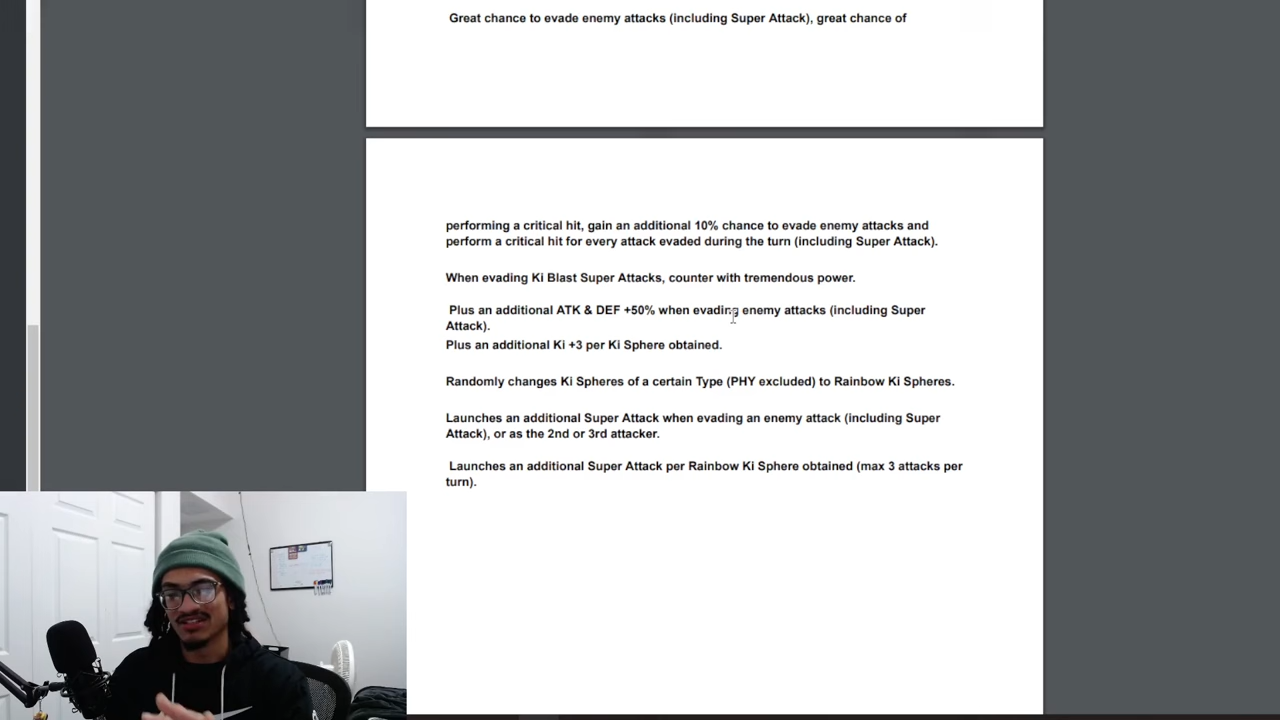 Great chance to evade enemy attacks (including Super Attack), great chance of
performing a critical hit, gain an additional 10% chance to evade enemy attacks and
perform a critical hit for every attack evaded during the turn (including Super Attack).
When evading Ki Blast Super Attacks, counter with tremendous power.
Plus an additional ATK & DEF +50% when evading enemy attacks (including Super
Attack).
Plus an additional Ki +3 per Ki Sphere obtained.
Randomly changes Ki Spheres of a certain Type (PHY excluded) to Rainbow Ki Spheres.
Launches an additional Super Attack when evading an enemy attack (including Super
Attack), or as the 2nd or 3rd attacker.
Launches an additional Super Attack per Rainbow Ki Sphere obtained (max 3 attacks per
turn).